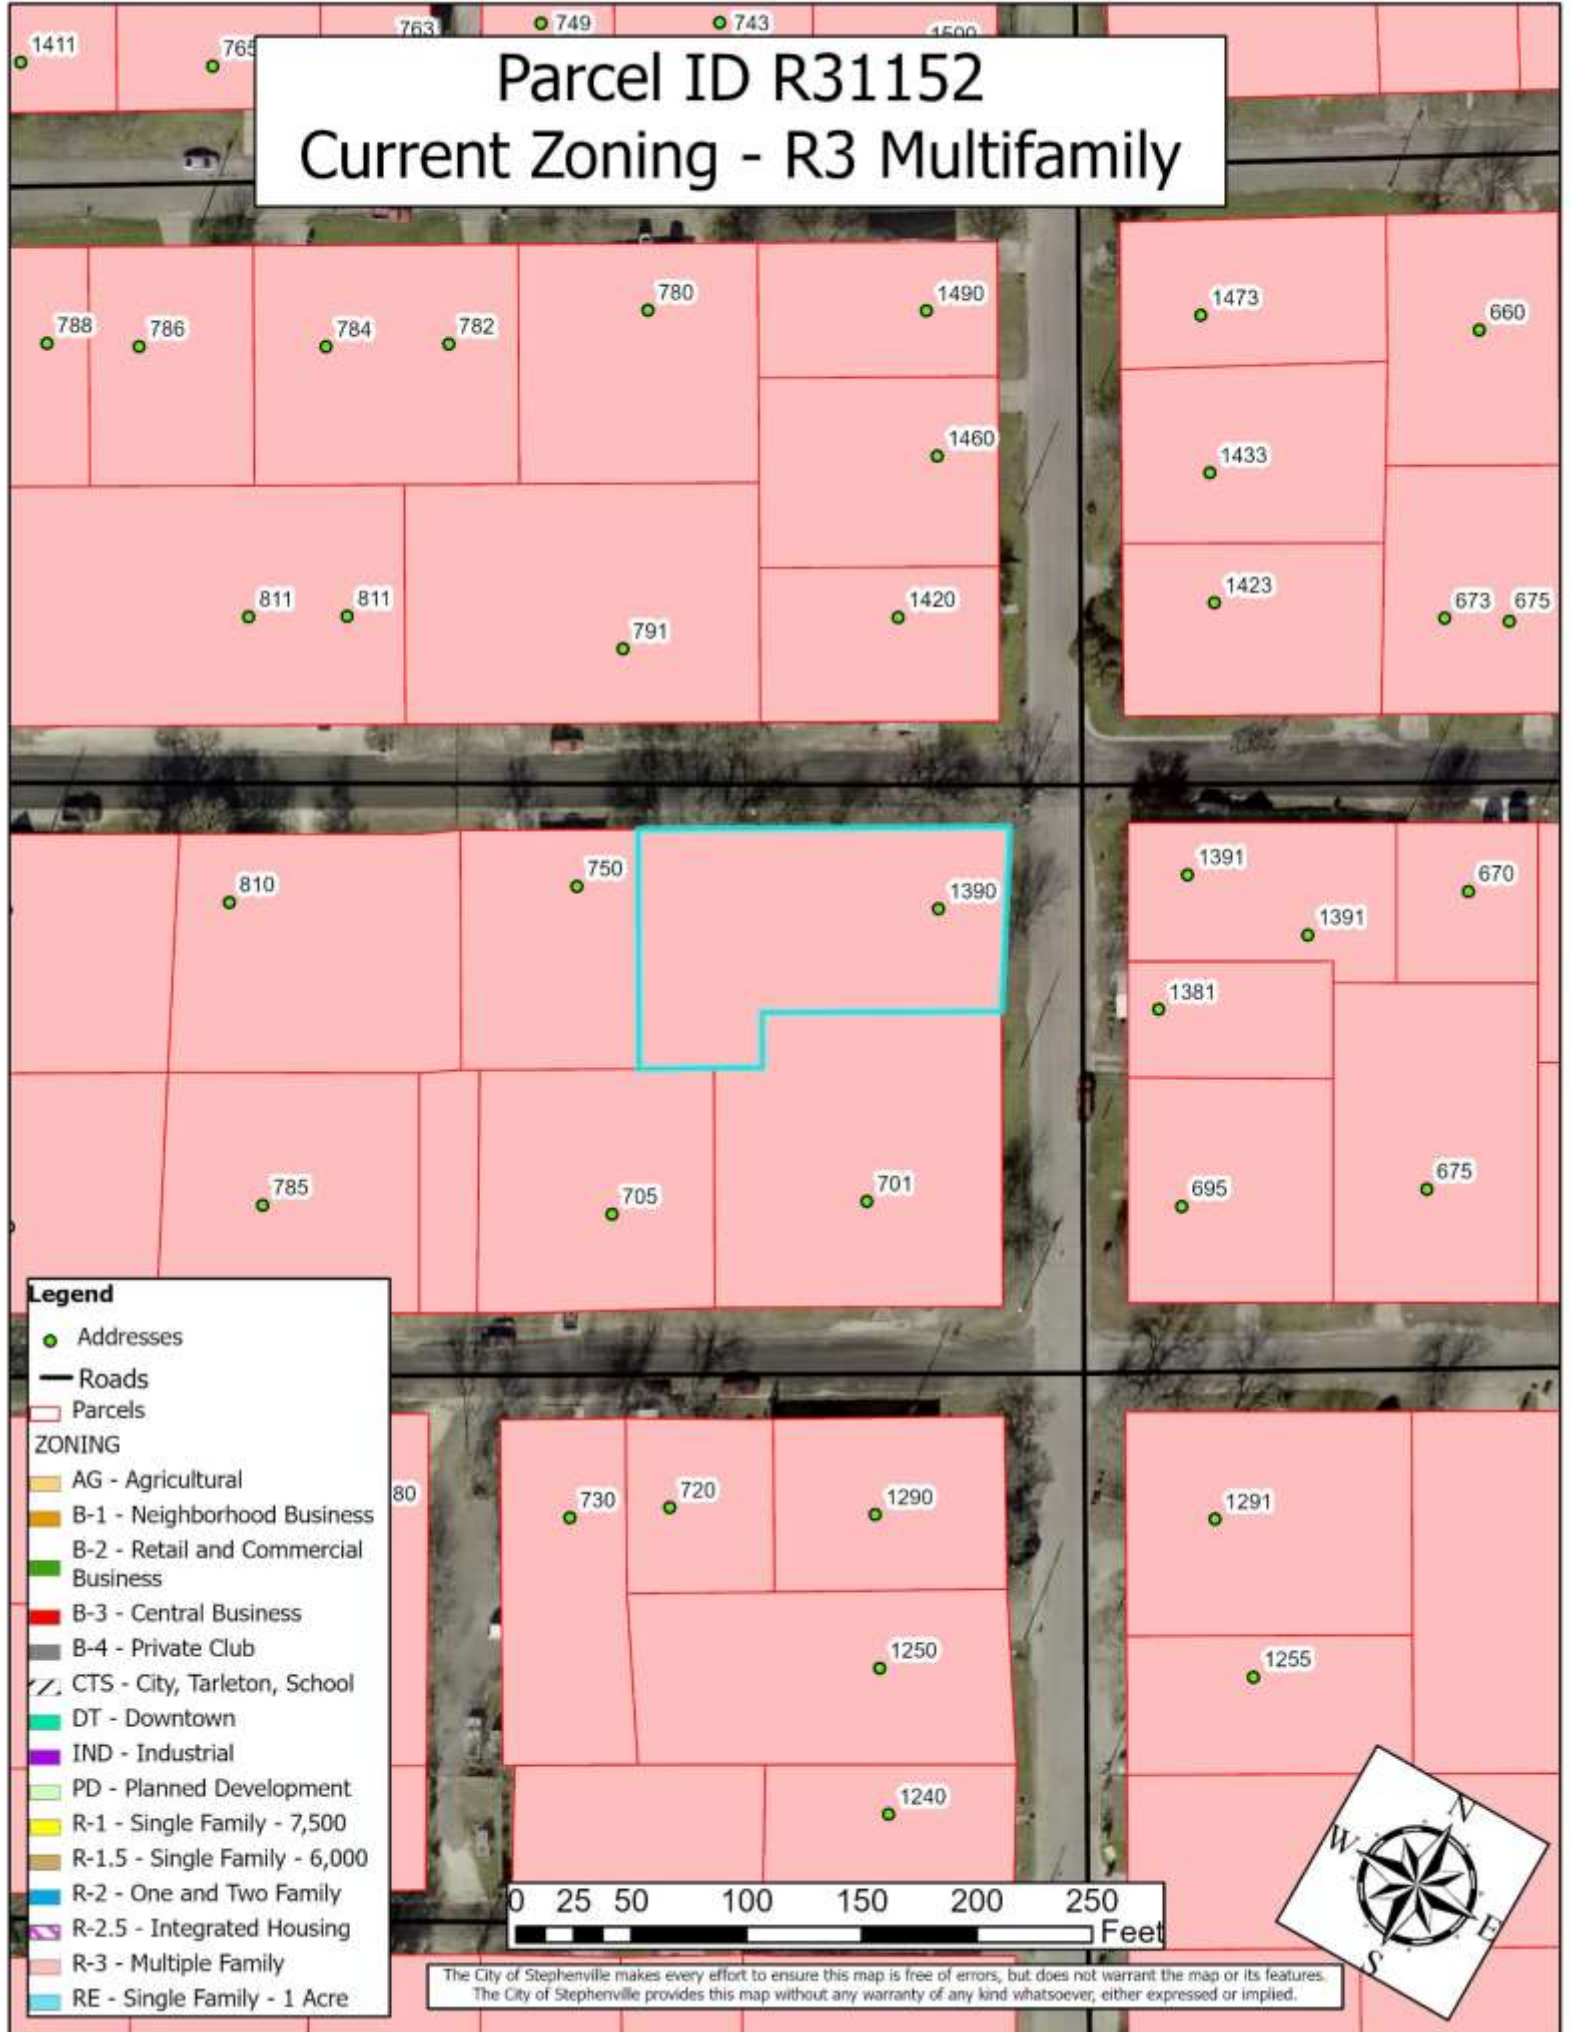 1411
765
763
749
743
1500
Parcel ID R31152
Current Zoning - R3 Multifamily
788
786
784
782
780
1490
1473
660
1460
1433
811
811
791
1420
1423
673
675
810
750
1390
1391
670
1391
1381
785
705
701
695
675
Legend
Addresses
Roads
Parcels
ZONING
AG - Agricultural
B-1 - Neighborhood Business
B-2 - Retail and Commercial
Business
B-3 - Central Business
B-4 - Private Club
CTS - City, Tarleton, School
DT - Downtown
IND - Industrial
PD - Planned Development
R-1 - Single Family - 7,500
R-1.5 - Single Family - 6,000
R-2 - One and Two Family
R-2.5 - Integrated Housing
R-3 - Multiple Family
RE - Single Family - 1 Acre
80
730
720
1290
1291
1250
1255
1240
N
W
E
S
0 25 50 100 150 200 250
Feet
The City of Stephenville makes every effort to ensure this map is free of errors, but does not warrant the map or its features.
The City of Stephenville provides this map without any warranty of any kind whatsoever, either expressed or implied.